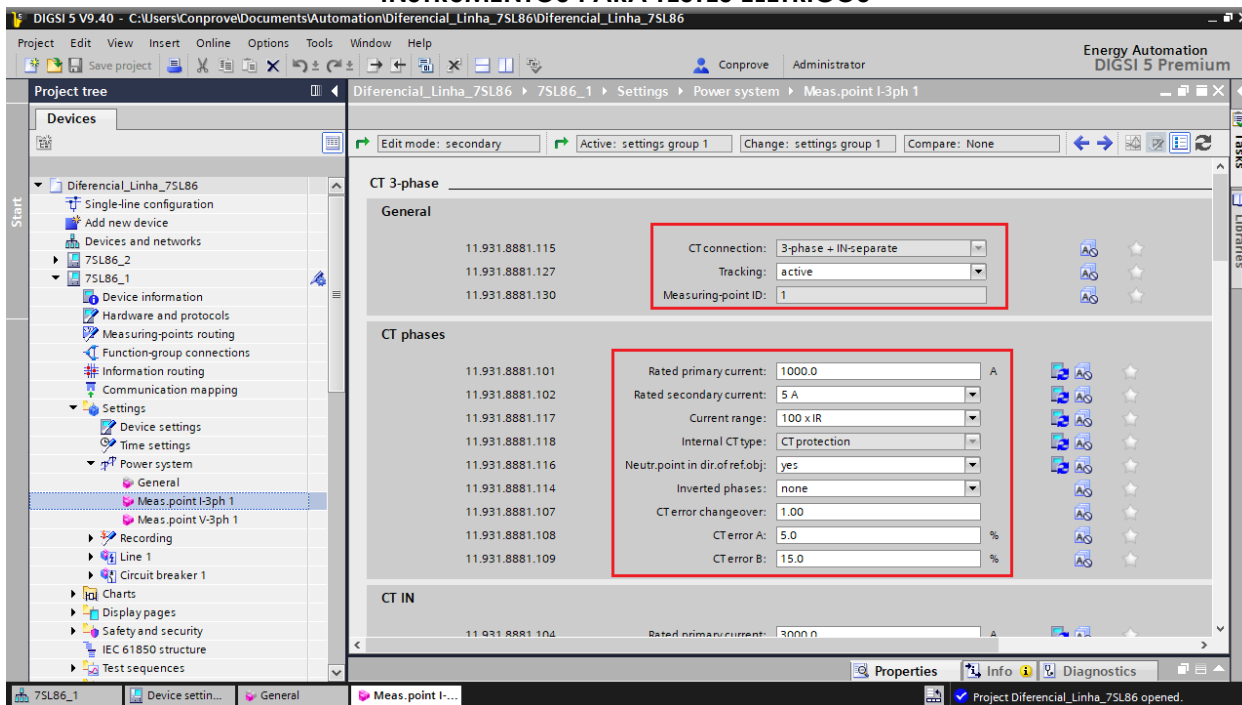 DIGSI 5 V9.40 - C:\Users\Conprove\Documents\Automation\Diferencial_Linha_7SL86\Diferencial_Linha_7SL86
Project Edit View Insert Online Options Tools Window Help
Energy Automation
DIGSI 5 Premium
Save project
Conprove Administrator
Project tree
Diferencial_Linha_7SL86 ▸ 7SL86_1 ▸ Settings ▸ Power system ▸ Meas.point I-3ph 1
Devices
Edit mode: secondary
Active: settings group 1
Change: settings group 1
Compare: None
Start
Tasks
Libraries
Diferencial_Linha_7SL86
Single-line configuration
Add new device
Devices and networks
7SL86_2
7SL86_1
Device information
Hardware and protocols
Measuring-points routing
Function-group connections
Information routing
Communication mapping
Settings
Device settings
Time settings
Power system
General
Meas.point I-3ph 1
Meas.point V-3ph 1
Recording
Line 1
Circuit breaker 1
Charts
Display pages
Safety and security
IEC 61850 structure
Test sequences
CT 3-phase
General
11.931.8881.115 CT connection: 3-phase + IN-separate
11.931.8881.127 Tracking: active
11.931.8881.130 Measuring-point ID: 1
CT phases
11.931.8881.101 Rated primary current: 1000.0 A
11.931.8881.102 Rated secondary current: 5 A
11.931.8881.117 Current range: 100 x IR
11.931.8881.118 Internal CT type: CT protection
11.931.8881.116 Neutr.point in dir.of ref.obj: yes
11.931.8881.114 Inverted phases: none
11.931.8881.107 CT error changeover: 1.00
11.931.8881.108 CT error A: 5.0 %
11.931.8881.109 CT error B: 15.0 %
CT IN
11.931.8881.104 Rated primary current: 3000.0 A
Properties Info Diagnostics
7SL86_1 Device settin... General Meas.point I-... Project Diferencial_Linha_7SL86 opened.